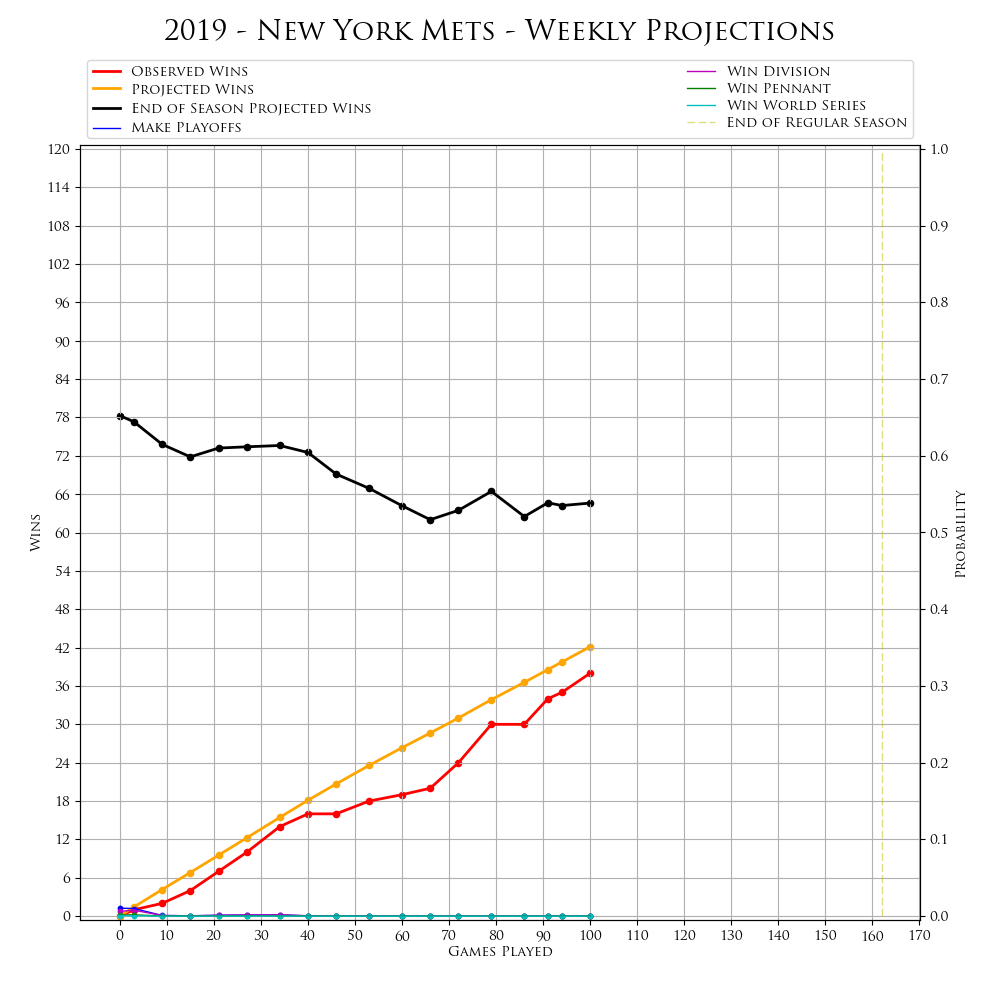 2019 - New York Mets - Weekly Projections
Observed Wins
Projected Wins
End of Season Projected Wins
Make Playoffs
Win Division
Win Pennant
Win World Series
End of Regular Season
120
114
108
102
96
90
84
78
72
66
60
54
48
42
36
30
24
18
12
6
0
Wins
1.0
0.9
0.8
0.7
0.6
0.5
0.4
0.3
0.2
0.1
0.0
Probability
0 10 20 30 40 50 60 70 80 90 100 110 120 130 140 150 160 170
Games Played